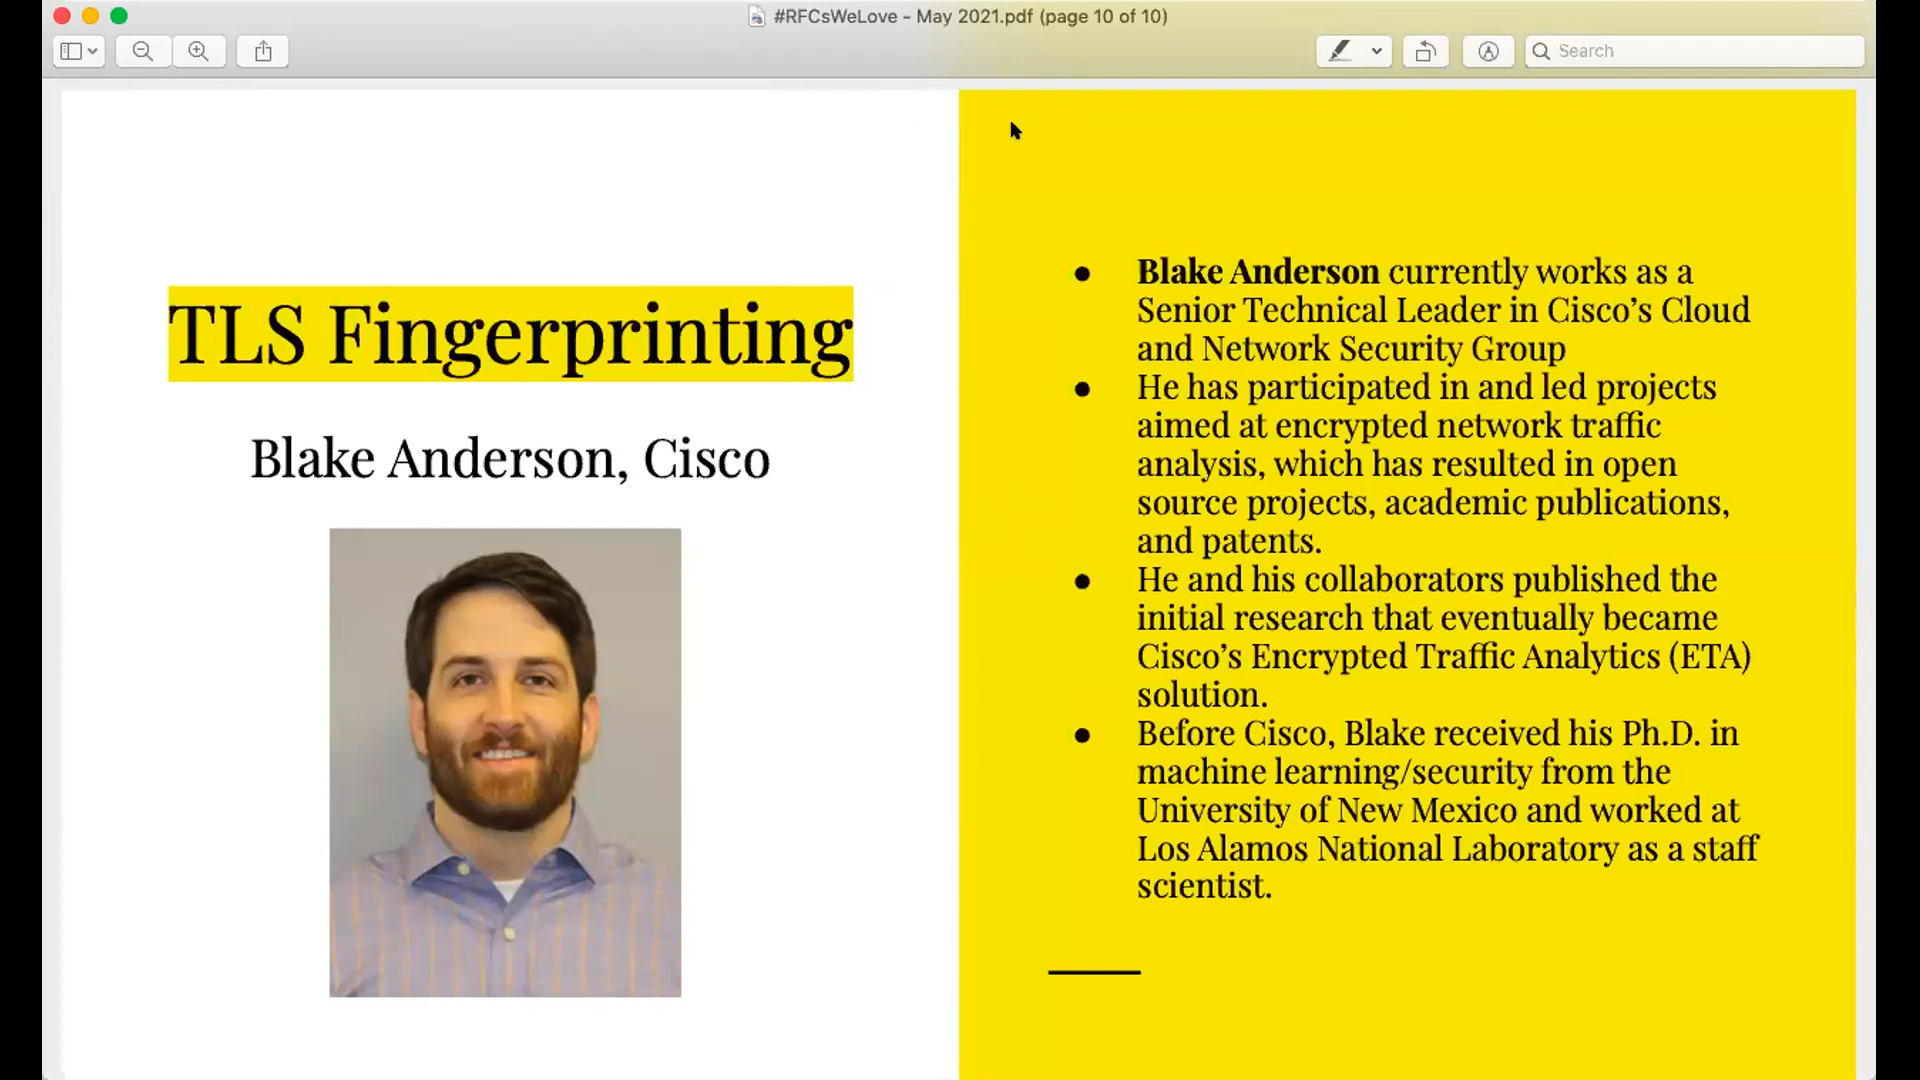 #RFCsWeLove - May 2021.pdf (page 10 of 10)
Search
TLS Fingerprinting
Blake Anderson, Cisco
● Blake Anderson currently works as a
Senior Technical Leader in Cisco’s Cloud
and Network Security Group
● He has participated in and led projects
aimed at encrypted network traffic
analysis, which has resulted in open
source projects, academic publications,
and patents.
● He and his collaborators published the
initial research that eventually became
Cisco’s Encrypted Traffic Analytics (ETA)
solution.
● Before Cisco, Blake received his Ph.D. in
machine learning/security from the
University of New Mexico and worked at
Los Alamos National Laboratory as a staff
scientist.